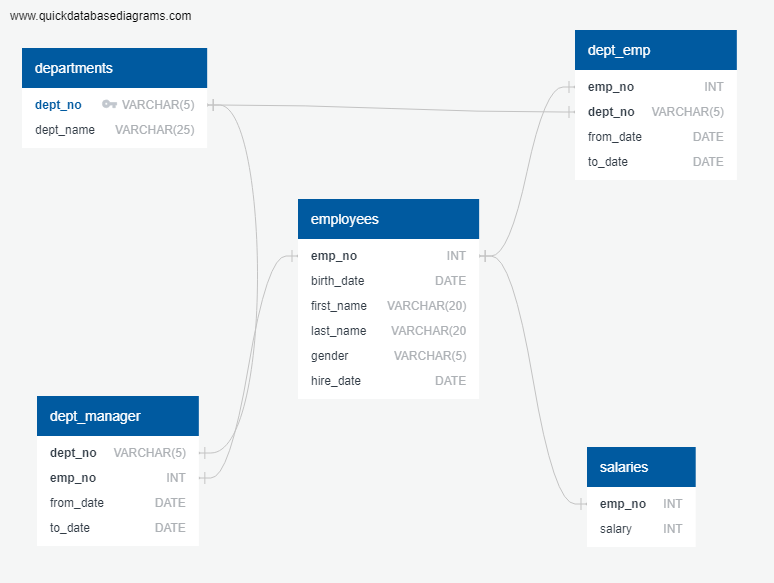 www.quickdatabasediagrams.com
departments
dept_no VARCHAR(5)
dept_name VARCHAR(25)
dept_emp
emp_no INT
dept_no VARCHAR(5)
from_date DATE
to_date DATE
employees
emp_no INT
birth_date DATE
first_name VARCHAR(20)
last_name VARCHAR(20
gender VARCHAR(5)
hire_date DATE
dept_manager
dept_no VARCHAR(5)
emp_no INT
from_date DATE
to_date DATE
salaries
emp_no INT
salary INT